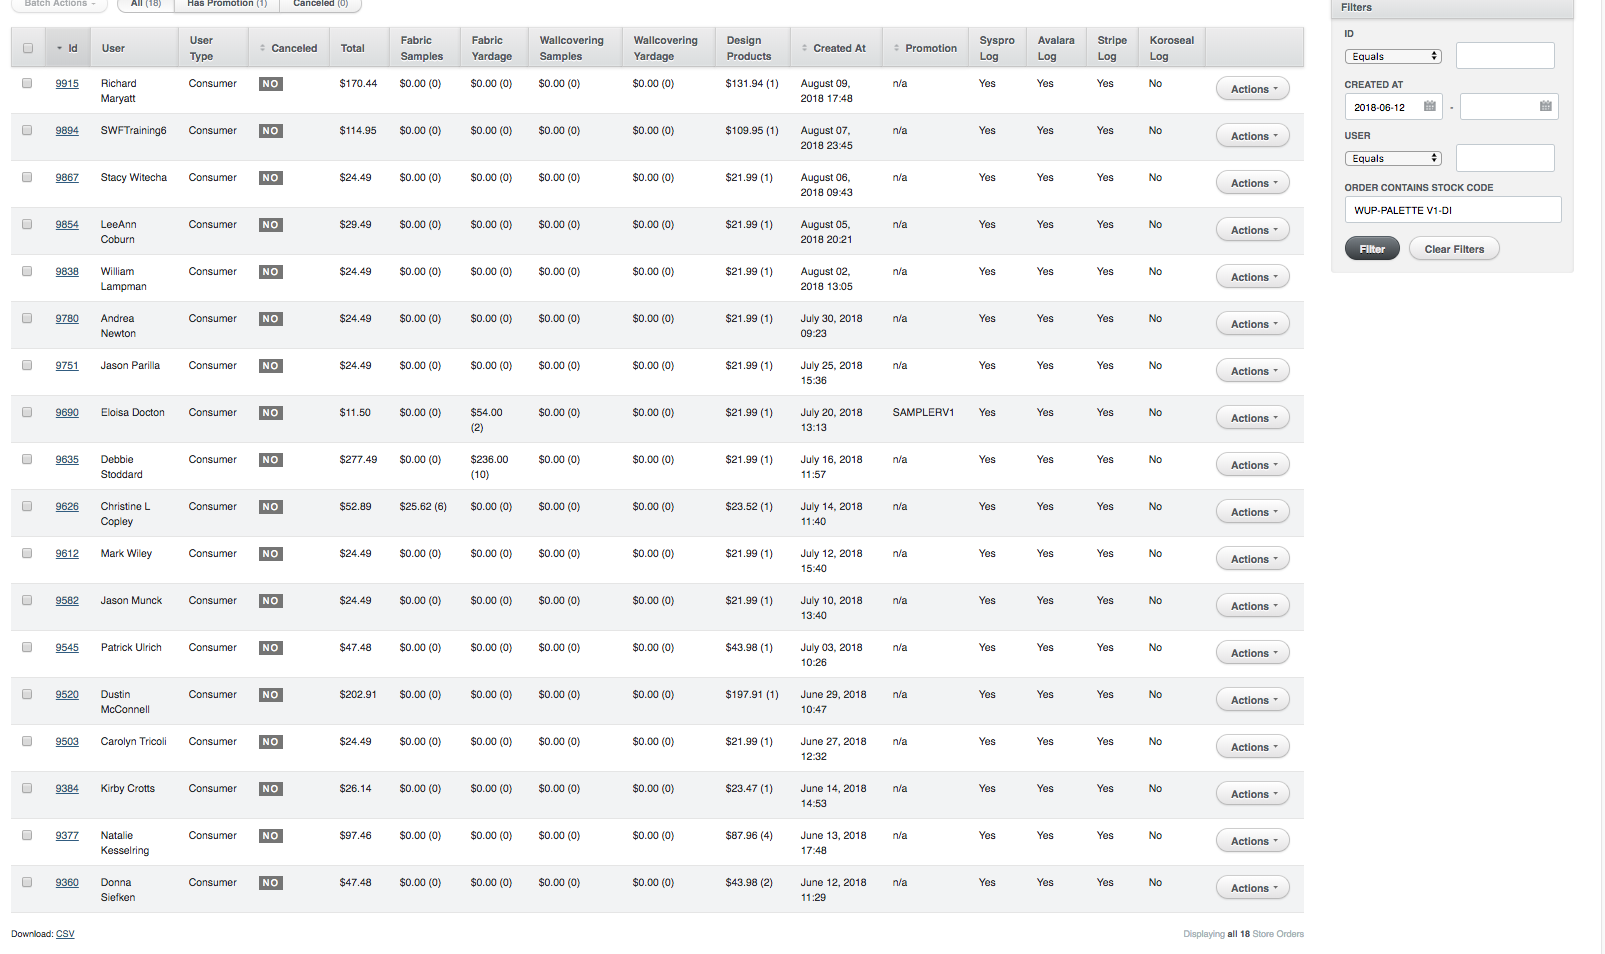 Batch Actions All (18) Has Promotion (1) Canceled (0)
Id User User Type Canceled Total Fabric Samples Fabric Yardage Wallcovering Samples Wallcovering Yardage Design Products Created At Promotion Syspro Log Avalara Log Stripe Log Koroseal Log
9915 Richard Maryatt Consumer NO $170.44 $0.00 (0) $0.00 (0) $0.00 (0) $0.00 (0) $131.94 (1) August 09, 2018 17:48 n/a Yes Yes Yes No Actions
9894 SWFTraining6 Consumer NO $114.95 $0.00 (0) $0.00 (0) $0.00 (0) $0.00 (0) $109.95 (1) August 07, 2018 23:45 n/a Yes Yes Yes No Actions
9867 Stacy Witecha Consumer NO $24.49 $0.00 (0) $0.00 (0) $0.00 (0) $0.00 (0) $21.99 (1) August 06, 2018 09:43 n/a Yes Yes Yes No Actions
9854 LeeAnn Coburn Consumer NO $29.49 $0.00 (0) $0.00 (0) $0.00 (0) $0.00 (0) $21.99 (1) August 05, 2018 20:21 n/a Yes Yes Yes No Actions
9838 William Lampman Consumer NO $24.49 $0.00 (0) $0.00 (0) $0.00 (0) $0.00 (0) $21.99 (1) August 02, 2018 13:05 n/a Yes Yes Yes No Actions
9780 Andrea Newton Consumer NO $24.49 $0.00 (0) $0.00 (0) $0.00 (0) $0.00 (0) $21.99 (1) July 30, 2018 09:23 n/a Yes Yes Yes No Actions
9751 Jason Parilla Consumer NO $24.49 $0.00 (0) $0.00 (0) $0.00 (0) $0.00 (0) $21.99 (1) July 25, 2018 15:36 n/a Yes Yes Yes No Actions
9690 Eloisa Docton Consumer NO $11.50 $0.00 (0) $54.00 (2) $0.00 (0) $0.00 (0) $21.99 (1) July 20, 2018 13:13 SAMPLERV1 Yes Yes Yes No Actions
9635 Debbie Stoddard Consumer NO $277.49 $0.00 (0) $236.00 (10) $0.00 (0) $0.00 (0) $21.99 (1) July 16, 2018 11:57 n/a Yes Yes Yes No Actions
9626 Christine L Copley Consumer NO $52.89 $25.62 (6) $0.00 (0) $0.00 (0) $0.00 (0) $23.52 (1) July 14, 2018 11:40 n/a Yes Yes Yes No Actions
9612 Mark Wiley Consumer NO $24.49 $0.00 (0) $0.00 (0) $0.00 (0) $0.00 (0) $21.99 (1) July 12, 2018 15:40 n/a Yes Yes Yes No Actions
9582 Jason Munck Consumer NO $24.49 $0.00 (0) $0.00 (0) $0.00 (0) $0.00 (0) $21.99 (1) July 10, 2018 13:40 n/a Yes Yes Yes No Actions
9545 Patrick Ulrich Consumer NO $47.48 $0.00 (0) $0.00 (0) $0.00 (0) $0.00 (0) $43.98 (1) July 03, 2018 10:26 n/a Yes Yes Yes No Actions
9520 Dustin McConnell Consumer NO $202.91 $0.00 (0) $0.00 (0) $0.00 (0) $0.00 (0) $197.91 (1) June 29, 2018 10:47 n/a Yes Yes Yes No Actions
9503 Carolyn Tricoli Consumer NO $24.49 $0.00 (0) $0.00 (0) $0.00 (0) $0.00 (0) $21.99 (1) June 27, 2018 12:32 n/a Yes Yes Yes No Actions
9384 Kirby Crotts Consumer NO $26.14 $0.00 (0) $0.00 (0) $0.00 (0) $0.00 (0) $23.47 (1) June 14, 2018 14:53 n/a Yes Yes Yes No Actions
9377 Natalie Kesselring Consumer NO $97.46 $0.00 (0) $0.00 (0) $0.00 (0) $0.00 (0) $87.96 (4) June 13, 2018 17:48 n/a Yes Yes Yes No Actions
9360 Donna Siefken Consumer NO $47.48 $0.00 (0) $0.00 (0) $0.00 (0) $0.00 (0) $43.98 (2) June 12, 2018 11:29 n/a Yes Yes Yes No Actions
Download: CSV
Displaying all 18 Store Orders
Filters
ID
Equals
CREATED AT
2018-06-12 -
USER
Equals
ORDER CONTAINS STOCK CODE
WUP-PALETTE V1-DI
Filter Clear Filters